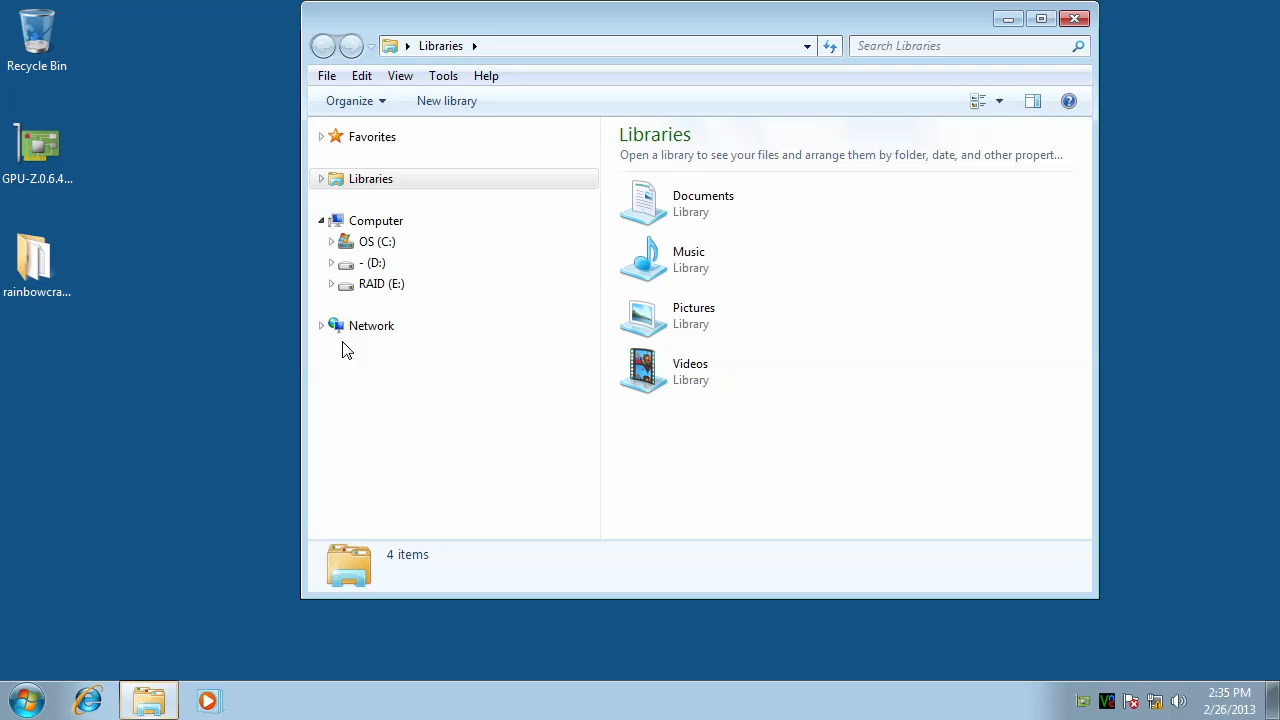 Recycle Bin
GPU-Z.0.6.4...
rainbowcra...
Libraries
Search Libraries
File Edit View Tools Help
Organize New library
Favorites
Libraries
Computer
OS (C:)
- (D:)
RAID (E:)
Network
Libraries
Open a library to see your files and arrange them by folder, date, and other propert...
Documents
Library
Music
Library
Pictures
Library
Videos
Library
4 items
2:35 PM
2/26/2013